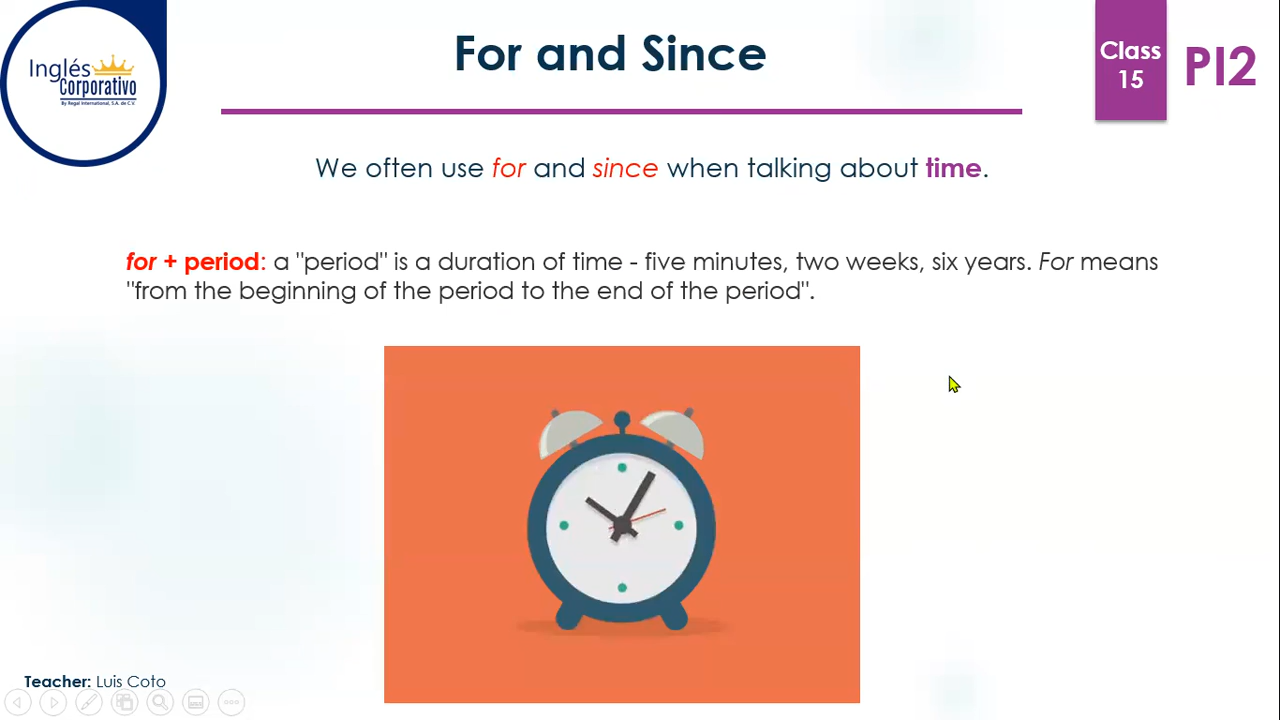 Inglés
Corporativo
By Regal International, S.A. de C.V.
For and Since
Class
15
PI2
We often use for and since when talking about time.
for + period: a "period" is a duration of time - five minutes, two weeks, six years. For means
"from the beginning of the period to the end of the period".
Teacher: Luis Coto